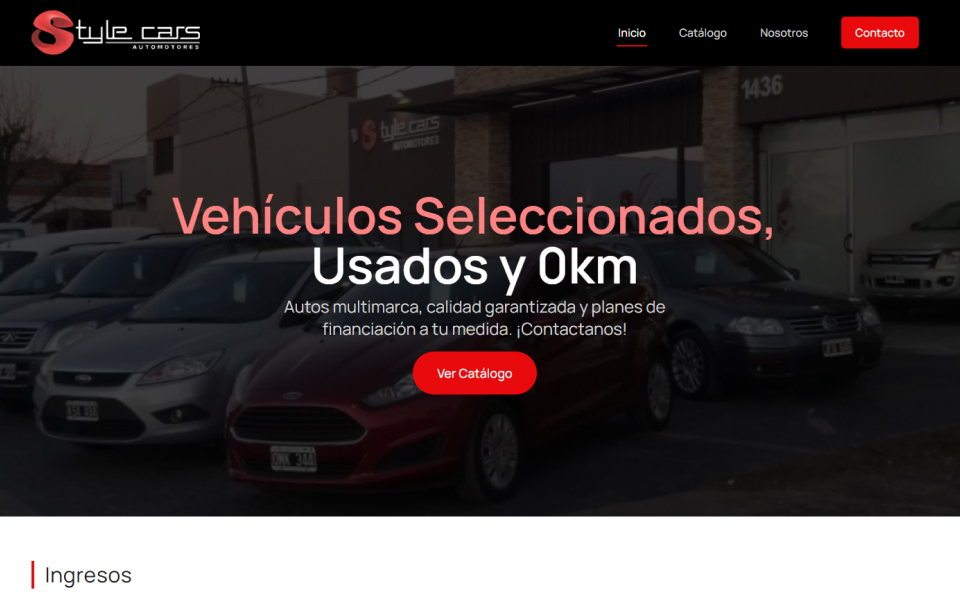 Style cars
AUTOMOTORES
Inicio
Catálogo
Nosotros
Contacto
1436
Style cars
AUTOMOTORES
Vehículos Seleccionados,
Usados y 0km
Autos multimarca, calidad garantizada y planes de
financiación a tu medida. ¡Contactanos!
Ver Catálogo
Ford
Ingresos